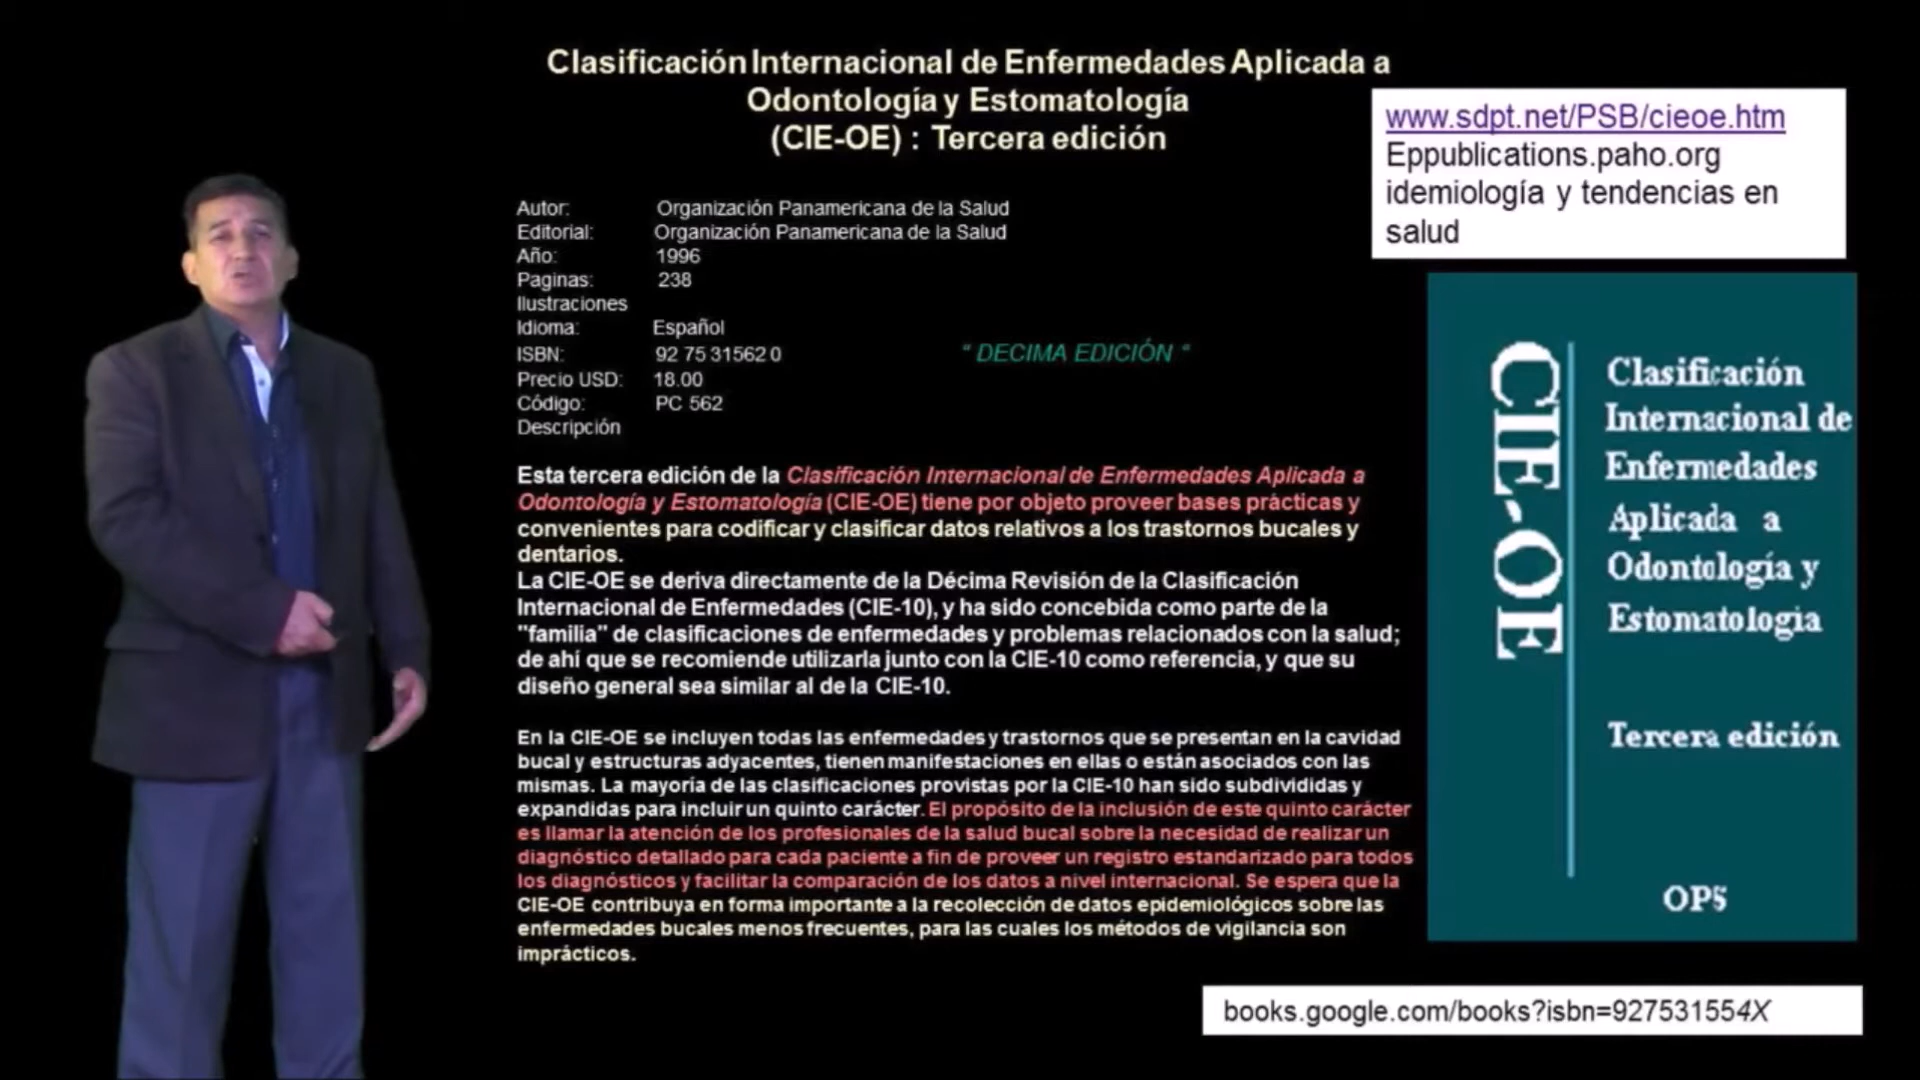 Clasificación Internacional de Enfermedades Aplicada a
Odontología y Estomatología
(CIE-OE) : Tercera edición
www.sdpt.net/PSB/cieoe.htm
Eppublications.paho.org
idemiología y tendencias en
salud
Autor: Organización Panamericana de la Salud
Editorial: Organización Panamericana de la Salud
Año: 1996
Paginas: 238
Ilustraciones
Idioma: Español
ISBN: 92 75 31562 0
" DECIMA EDICIÓN "
Precio USD: 18.00
Código: PC 562
Descripción
Esta tercera edición de la Clasificación Internacional de Enfermedades Aplicada a
Odontología y Estomatología (CIE-OE) tiene por objeto proveer bases prácticas y
convenientes para codificar y clasificar datos relativos a los trastornos bucales y
dentarios.
La CIE-OE se deriva directamente de la Décima Revisión de la Clasificación
Internacional de Enfermedades (CIE-10), y ha sido concebida como parte de la
"familia" de clasificaciones de enfermedades y problemas relacionados con la salud;
de ahí que se recomiende utilizarla junto con la CIE-10 como referencia, y que su
diseño general sea similar al de la CIE-10.
En la CIE-OE se incluyen todas las enfermedades y trastornos que se presentan en la cavidad
bucal y estructuras adyacentes, tienen manifestaciones en ellas o están asociados con las
mismas. La mayoría de las clasificaciones provistas por la CIE-10 han sido subdivididas y
expandidas para incluir un quinto carácter. El propósito de la inclusión de este quinto carácter
es llamar la atención de los profesionales de la salud bucal sobre la necesidad de realizar un
diagnóstico detallado para cada paciente a fin de proveer un registro estandarizado para todos
los diagnósticos y facilitar la comparación de los datos a nivel internacional. Se espera que la
CIE-OE contribuya en forma importante a la recolección de datos epidemiológicos sobre las
enfermedades bucales menos frecuentes, para las cuales los métodos de vigilancia son
imprácticos.
CIE-OE
Clasificación
Internacional de
Enfermedades
Aplicada a
Odontología y
Estomatologia
Tercera edición
OPS
books.google.com/books?isbn=927531554X